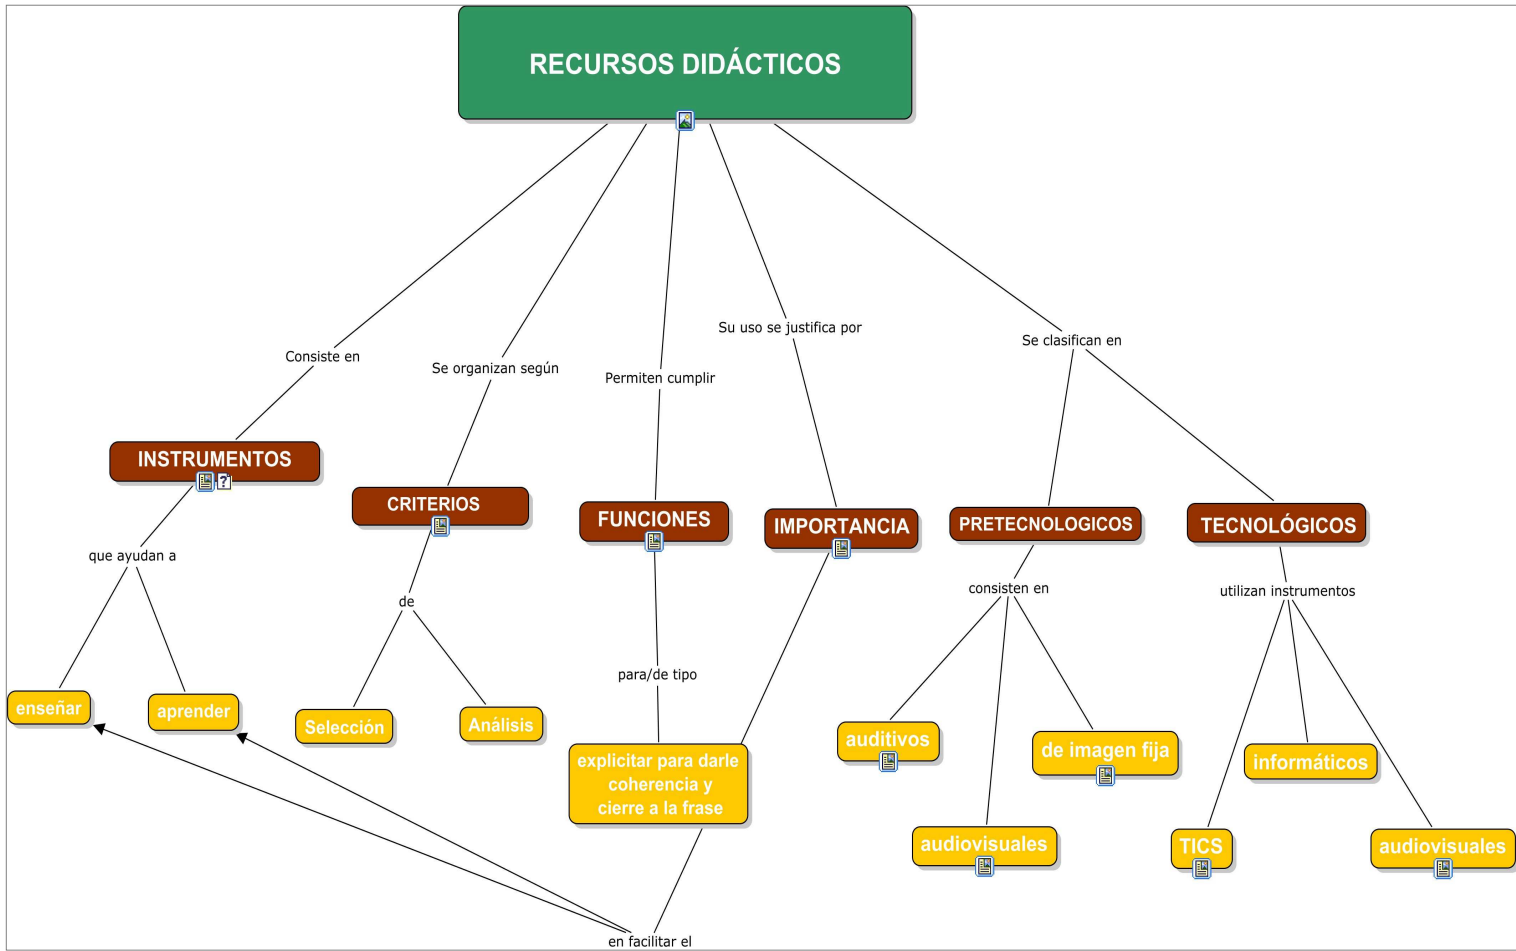 RECURSOS DIDÁCTICOS
Su uso se justifica por
Se clasifican en
Consiste en
Se organizan según
Permiten cumplir
INSTRUMENTOS
?
CRITERIOS
FUNCIONES
IMPORTANCIA
PRETECNOLOGICOS
TECNOLÓGICOS
que ayudan a
de
consisten en
utilizan instrumentos
para/de tipo
enseñar
aprender
Selección
Análisis
explicitar para darle
coherencia y
cierre a la frase
auditivos
de imagen fija
informáticos
audiovisuales
TICS
audiovisuales
en facilitar el